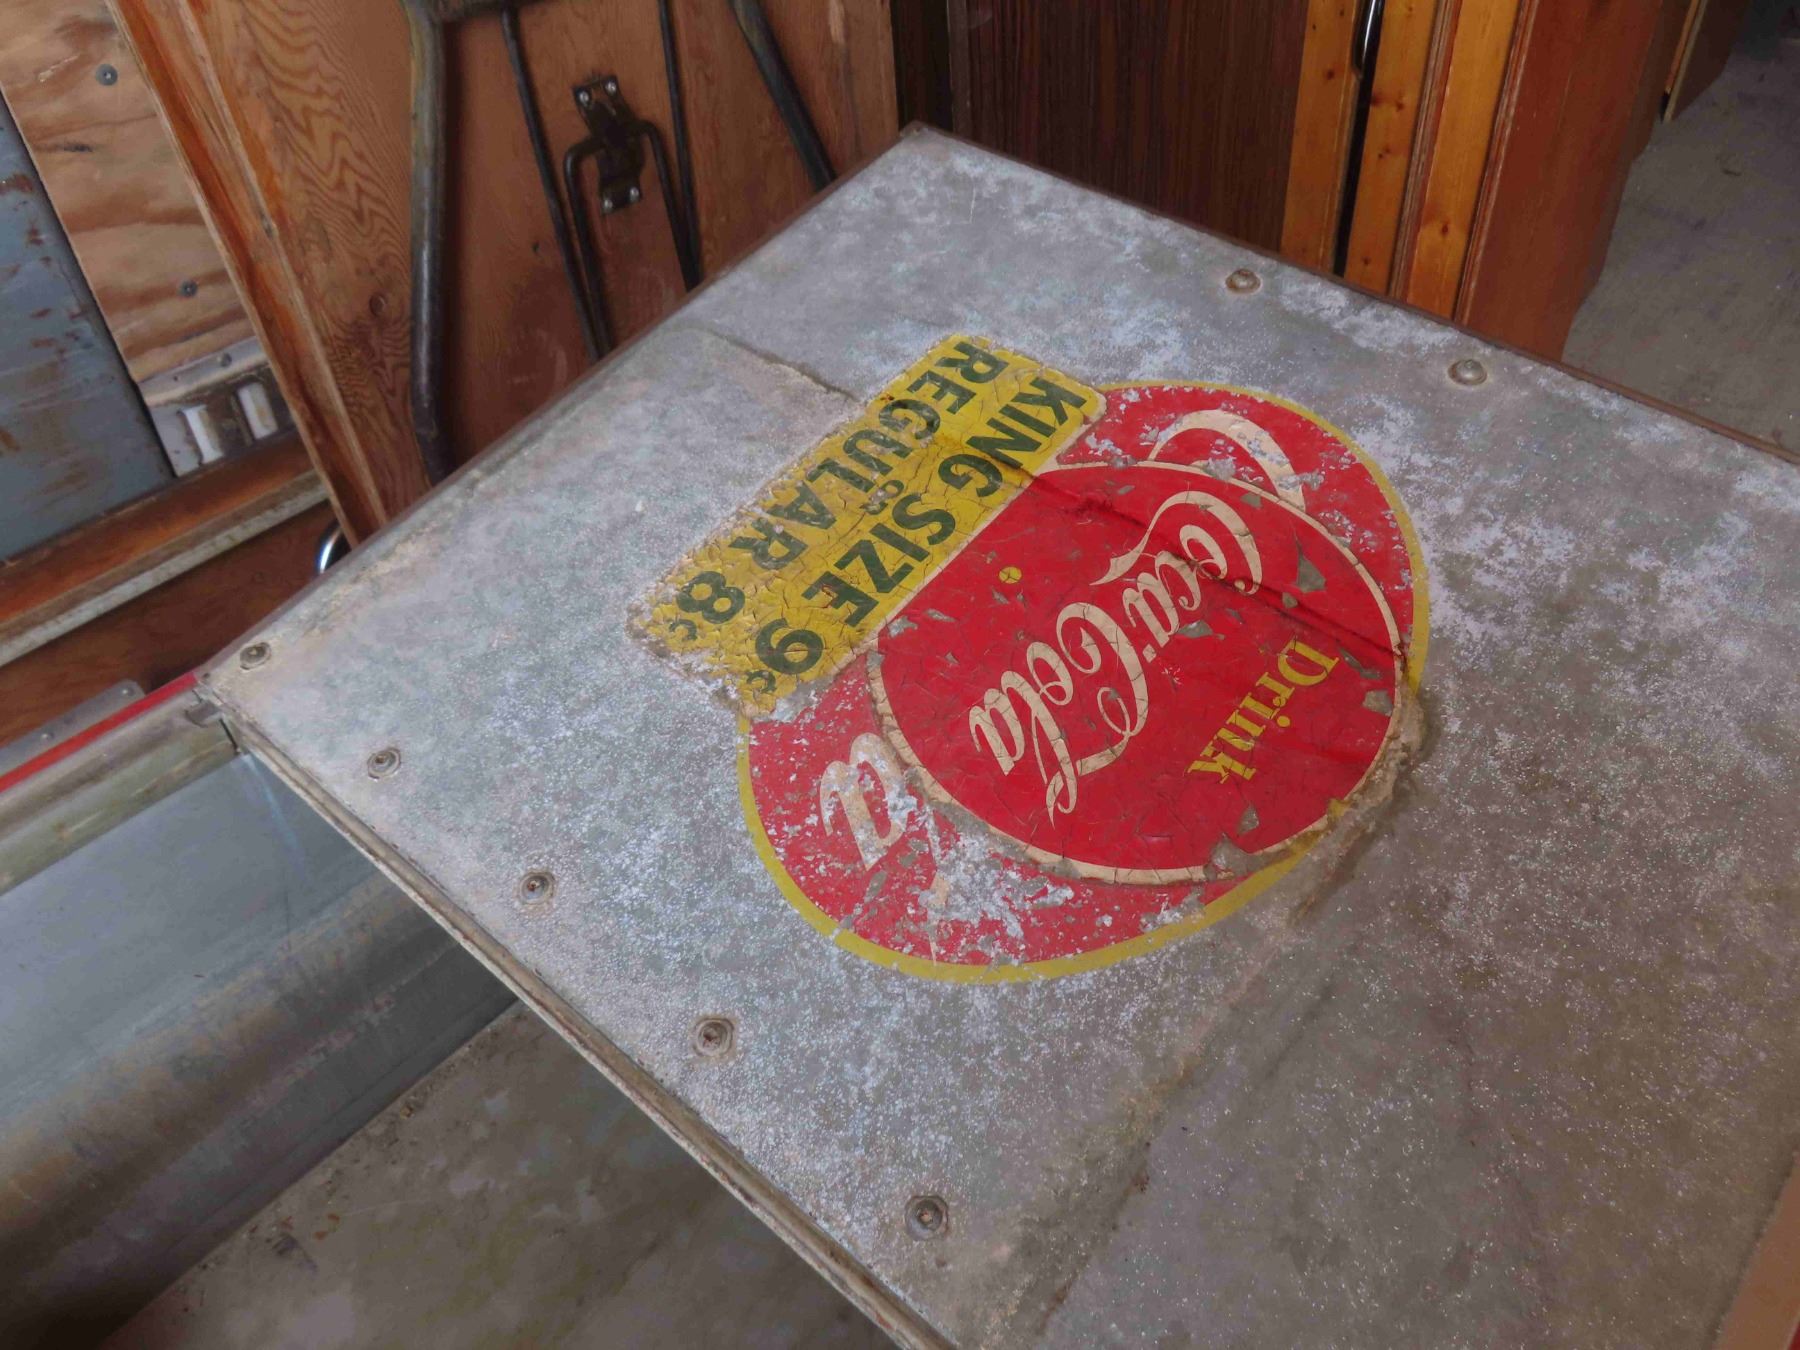 Drink
Coca-Cola
KING SIZE 9¢
REGULAR 8¢